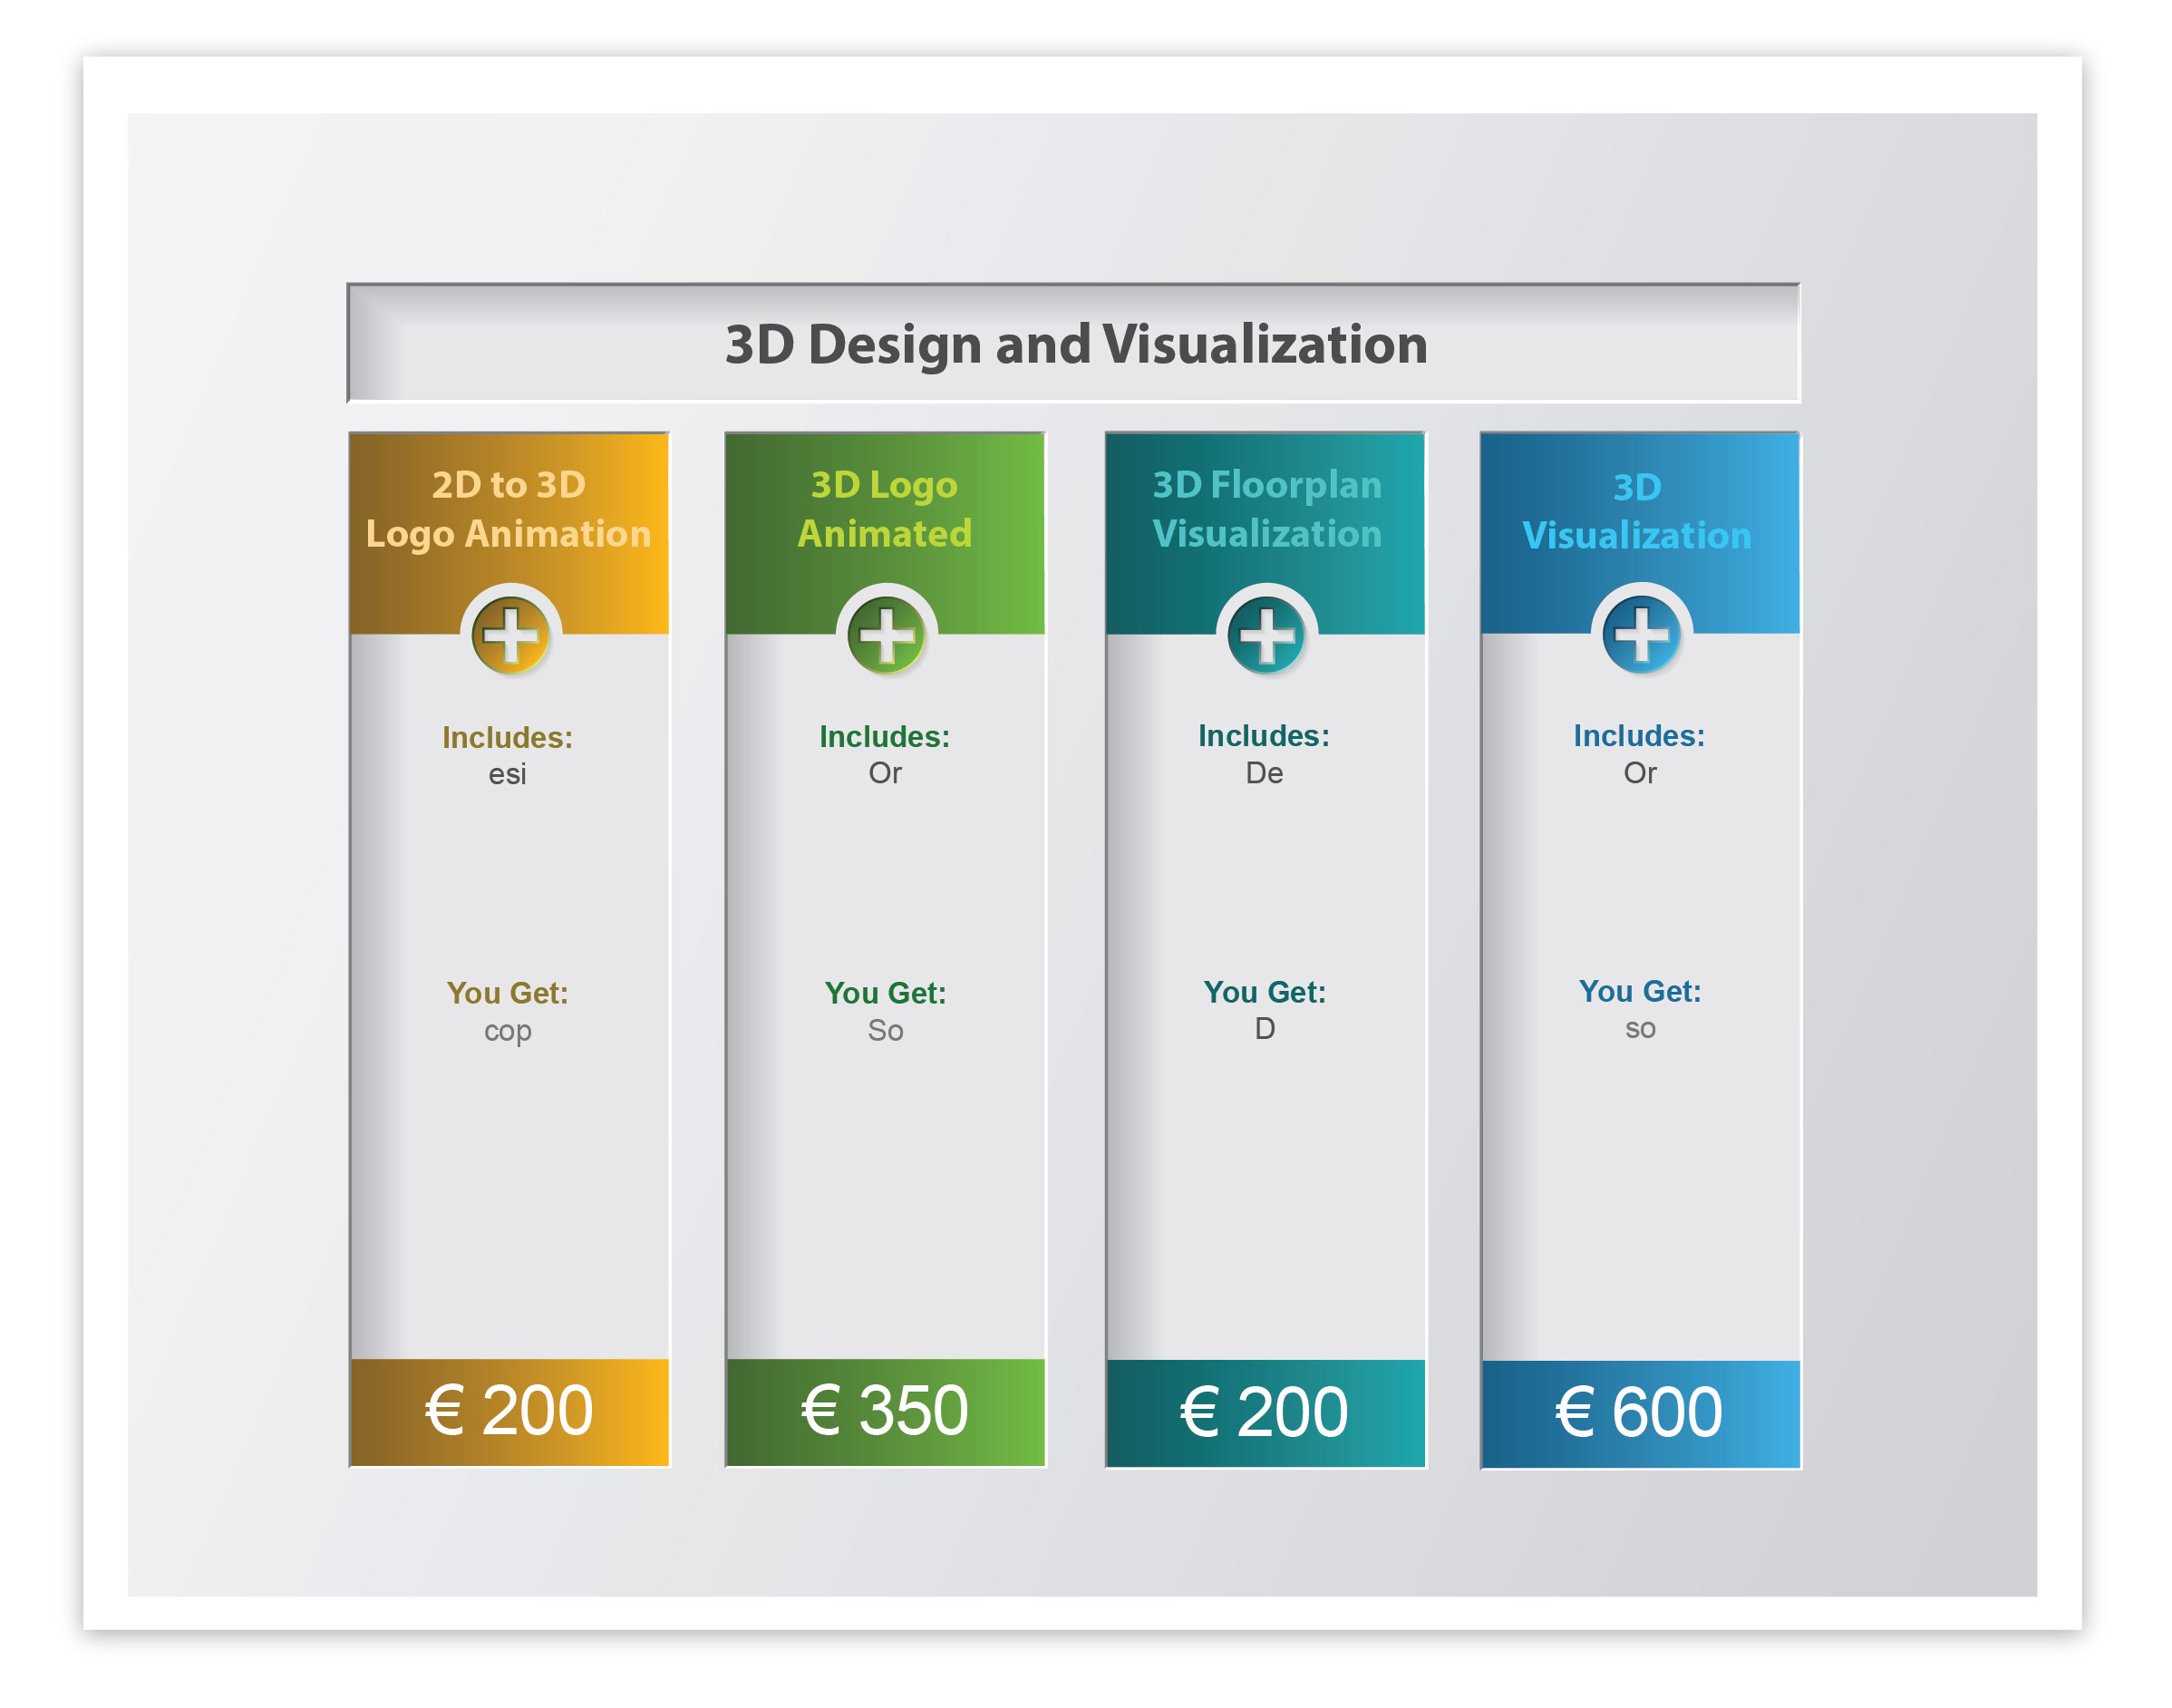 3D Design and Visualization
2D to 3D
Logo Animation
Includes:
esi
You Get:
cop
€ 200
3D Logo
Animated
Includes:
Or
You Get:
So
€ 350
3D Floorplan
Visualization
Includes:
De
You Get:
D
€ 200
3D
Visualization
Includes:
Or
You Get:
so
€ 600